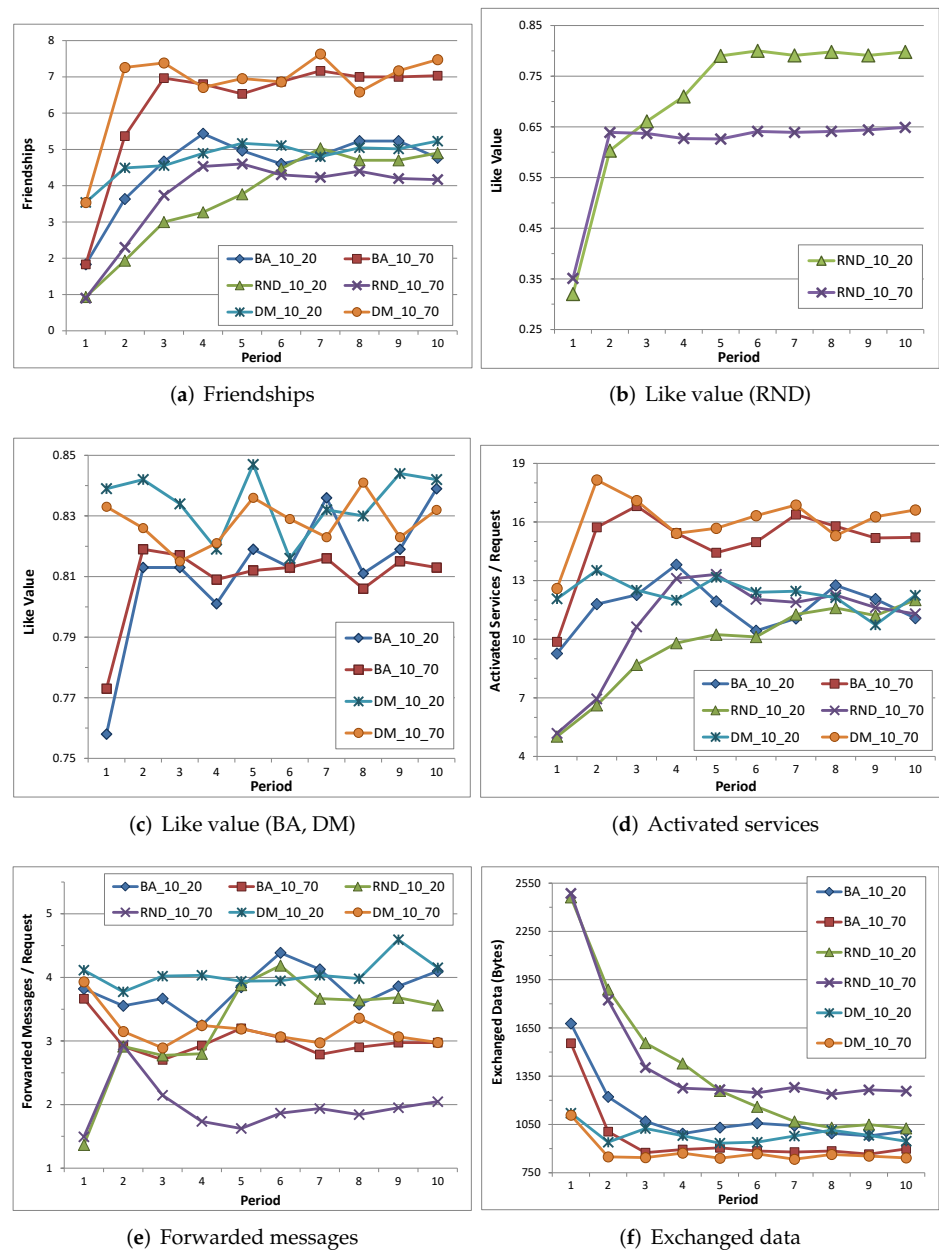 Friendships
8
7
6
5
4
3
2
1
0
BA_10_20 BA_10_70
RND_10_20 RND_10_70
DM_10_20 DM_10_70
1 2 3 4 5 6 7 8 9 10
Period
(a) Friendships
Like Value
0.85
0.75
0.65
0.55
0.45
0.35
0.25
RND_10_20
RND_10_70
1 2 3 4 5 6 7 8 9 10
Period
(b) Like value (RND)
Like Value
0.85
0.83
0.81
0.79
0.77
0.75
BA_10_20
BA_10_70
DM_10_20
DM_10_70
1 2 3 4 5 6 7 8 9 10
Period
(c) Like value (BA, DM)
Activated Services / Request
19
16
13
10
7
4
BA_10_20 BA_10_70
RND_10_20 RND_10_70
DM_10_20 DM_10_70
1 2 3 4 5 6 7 8 9 10
Period
(d) Activated services
Forwarded Messages / Request
BA_10_20 BA_10_70 RND_10_20
RND_10_70 DM_10_20 DM_10_70
5
4
3
2
1
1 2 3 4 5 6 7 8 9 10
Period
(e) Forwarded messages
Exchanged Data (Bytes)
2550
2250
1950
1650
1350
1050
750
BA_10_20
BA_10_70
RND_10_20
RND_10_70
DM_10_20
DM_10_70
1 2 3 4 5 6 7 8 9 10
Period
(f) Exchanged data